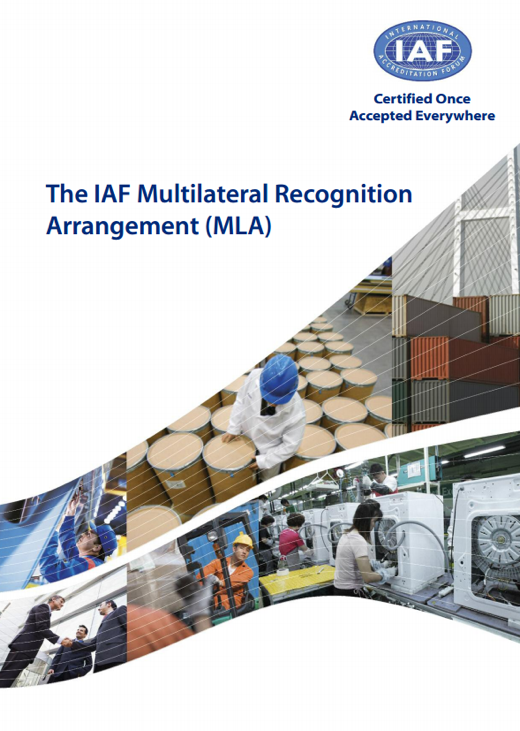 INTERNATIONAL
IAF
ACCREDITATION FORUM
Certified Once
Accepted Everywhere
The IAF Multilateral Recognition
Arrangement (MLA)